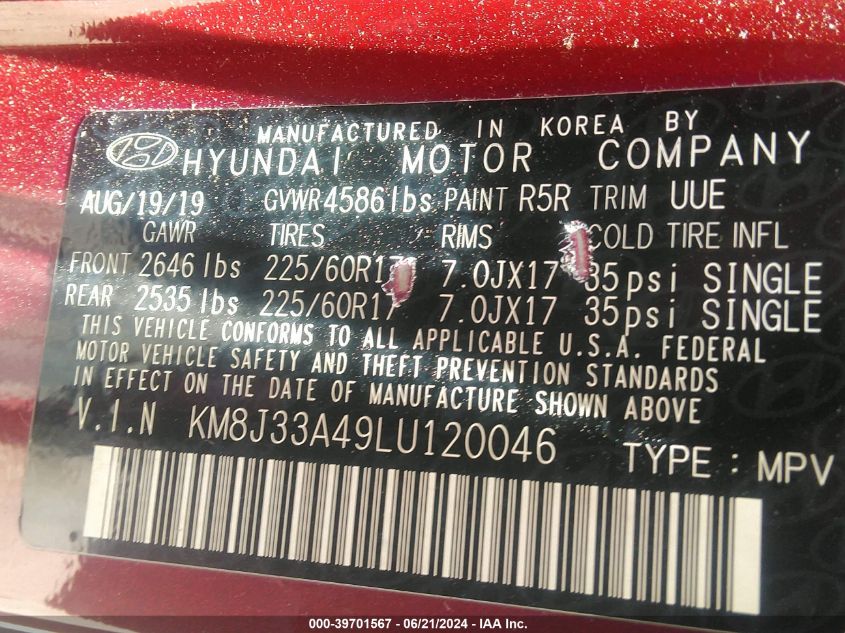 MANUFACTURED IN KOREA BY
HYUNDAI MOTOR COMPANY
AUG/19/19 GVWR 4586 lbs PAINT R5R TRIM UUE
GAWR TIRES RIMS COLD TIRE INFL
FRONT 2646 lbs 225/60R17 7.0JX17 35psi SINGLE
REAR 2535 lbs 225/60R17 7.0JX17 35psi SINGLE
THIS VEHICLE CONFORMS TO ALL APPLICABLE U.S.A. FEDERAL
MOTOR VEHICLE SAFETY AND THEFT PREVENTION STANDARDS
IN EFFECT ON THE DATE OF MANUFACTURE SHOWN ABOVE
V.I.N KM8J33A49LU120046 TYPE : MPV
000-39701567 - 06/21/2024 - IAA Inc.